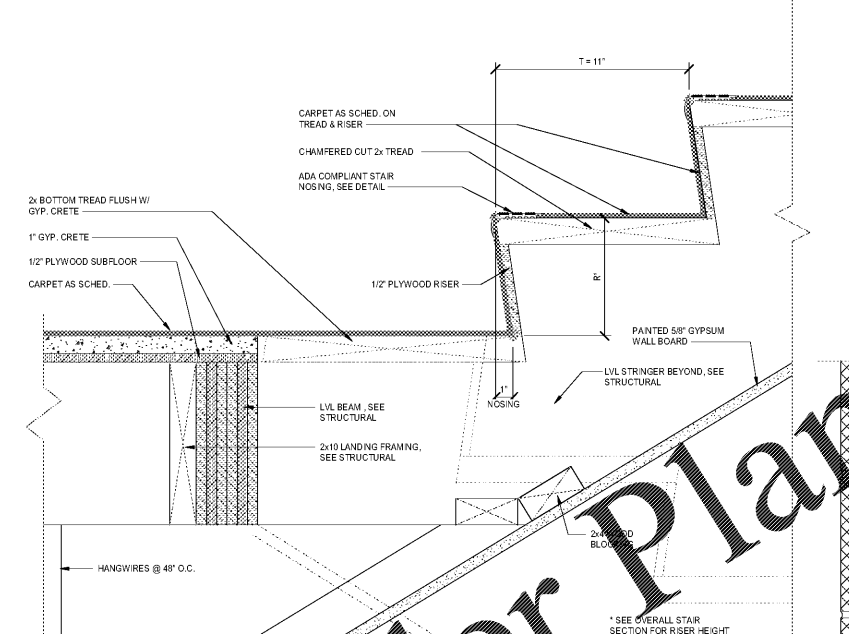 T = 11"
CARPET AS SCHED. ON
TREAD & RISER
CHAMFERED CUT 2x TREAD
ADA COMPLIANT STAIR
NOSING, SEE DETAIL
2x BOTTOM TREAD FLUSH W/
GYP. CRETE
1" GYP. CRETE
1/2" PLYWOOD SUBFLOOR
CARPET AS SCHED.
1/2" PLYWOOD RISER
R*
PAINTED 5/8" GYPSUM
WALL BOARD
LVL STRINGER BEYOND, SEE
STRUCTURAL
1"
NOSING
LVL BEAM , SEE
STRUCTURAL
2x10 LANDING FRAMING,
SEE STRUCTURAL
HANGWIRES @ 48" O.C.
* SEE OVERALL STAIR
SECTION FOR RISER HEIGHT
or Plan